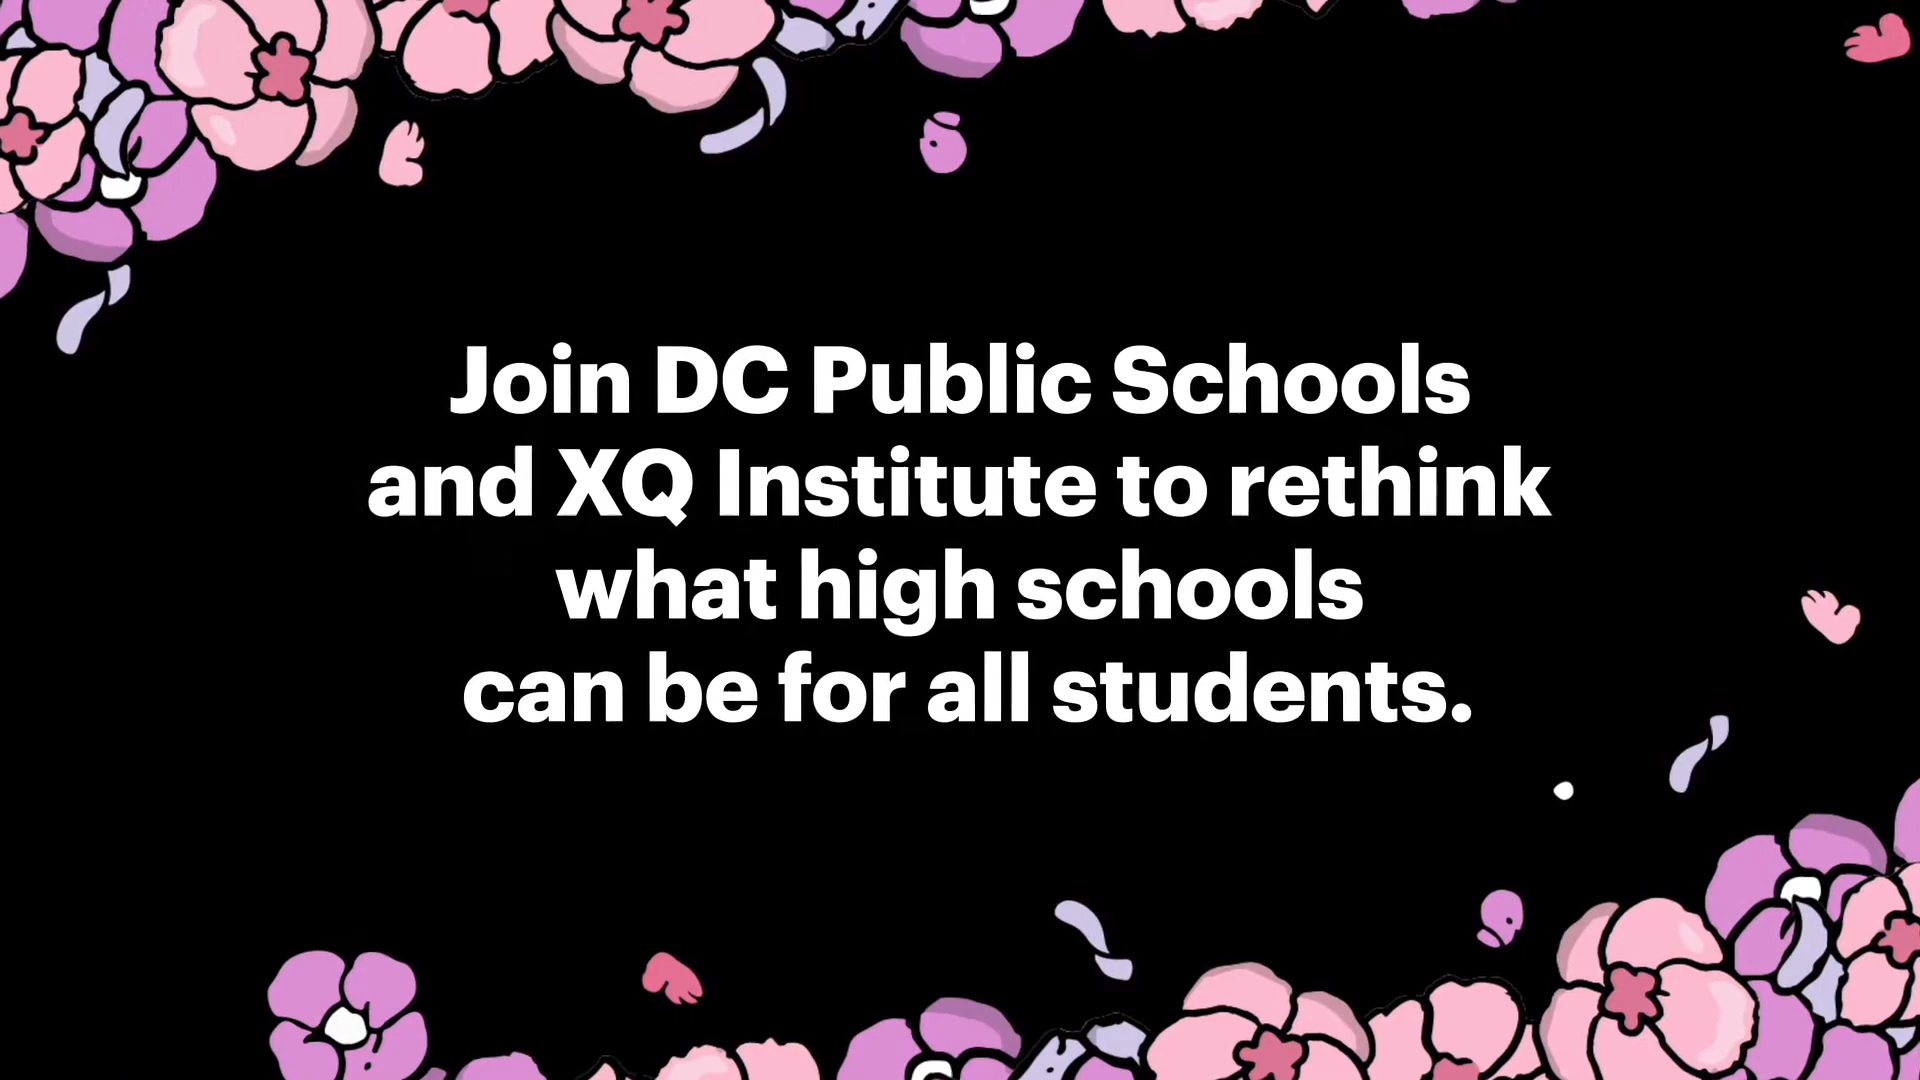 Join DC Public Schools
and XQ Institute to rethink
what high schools
can be for all students.